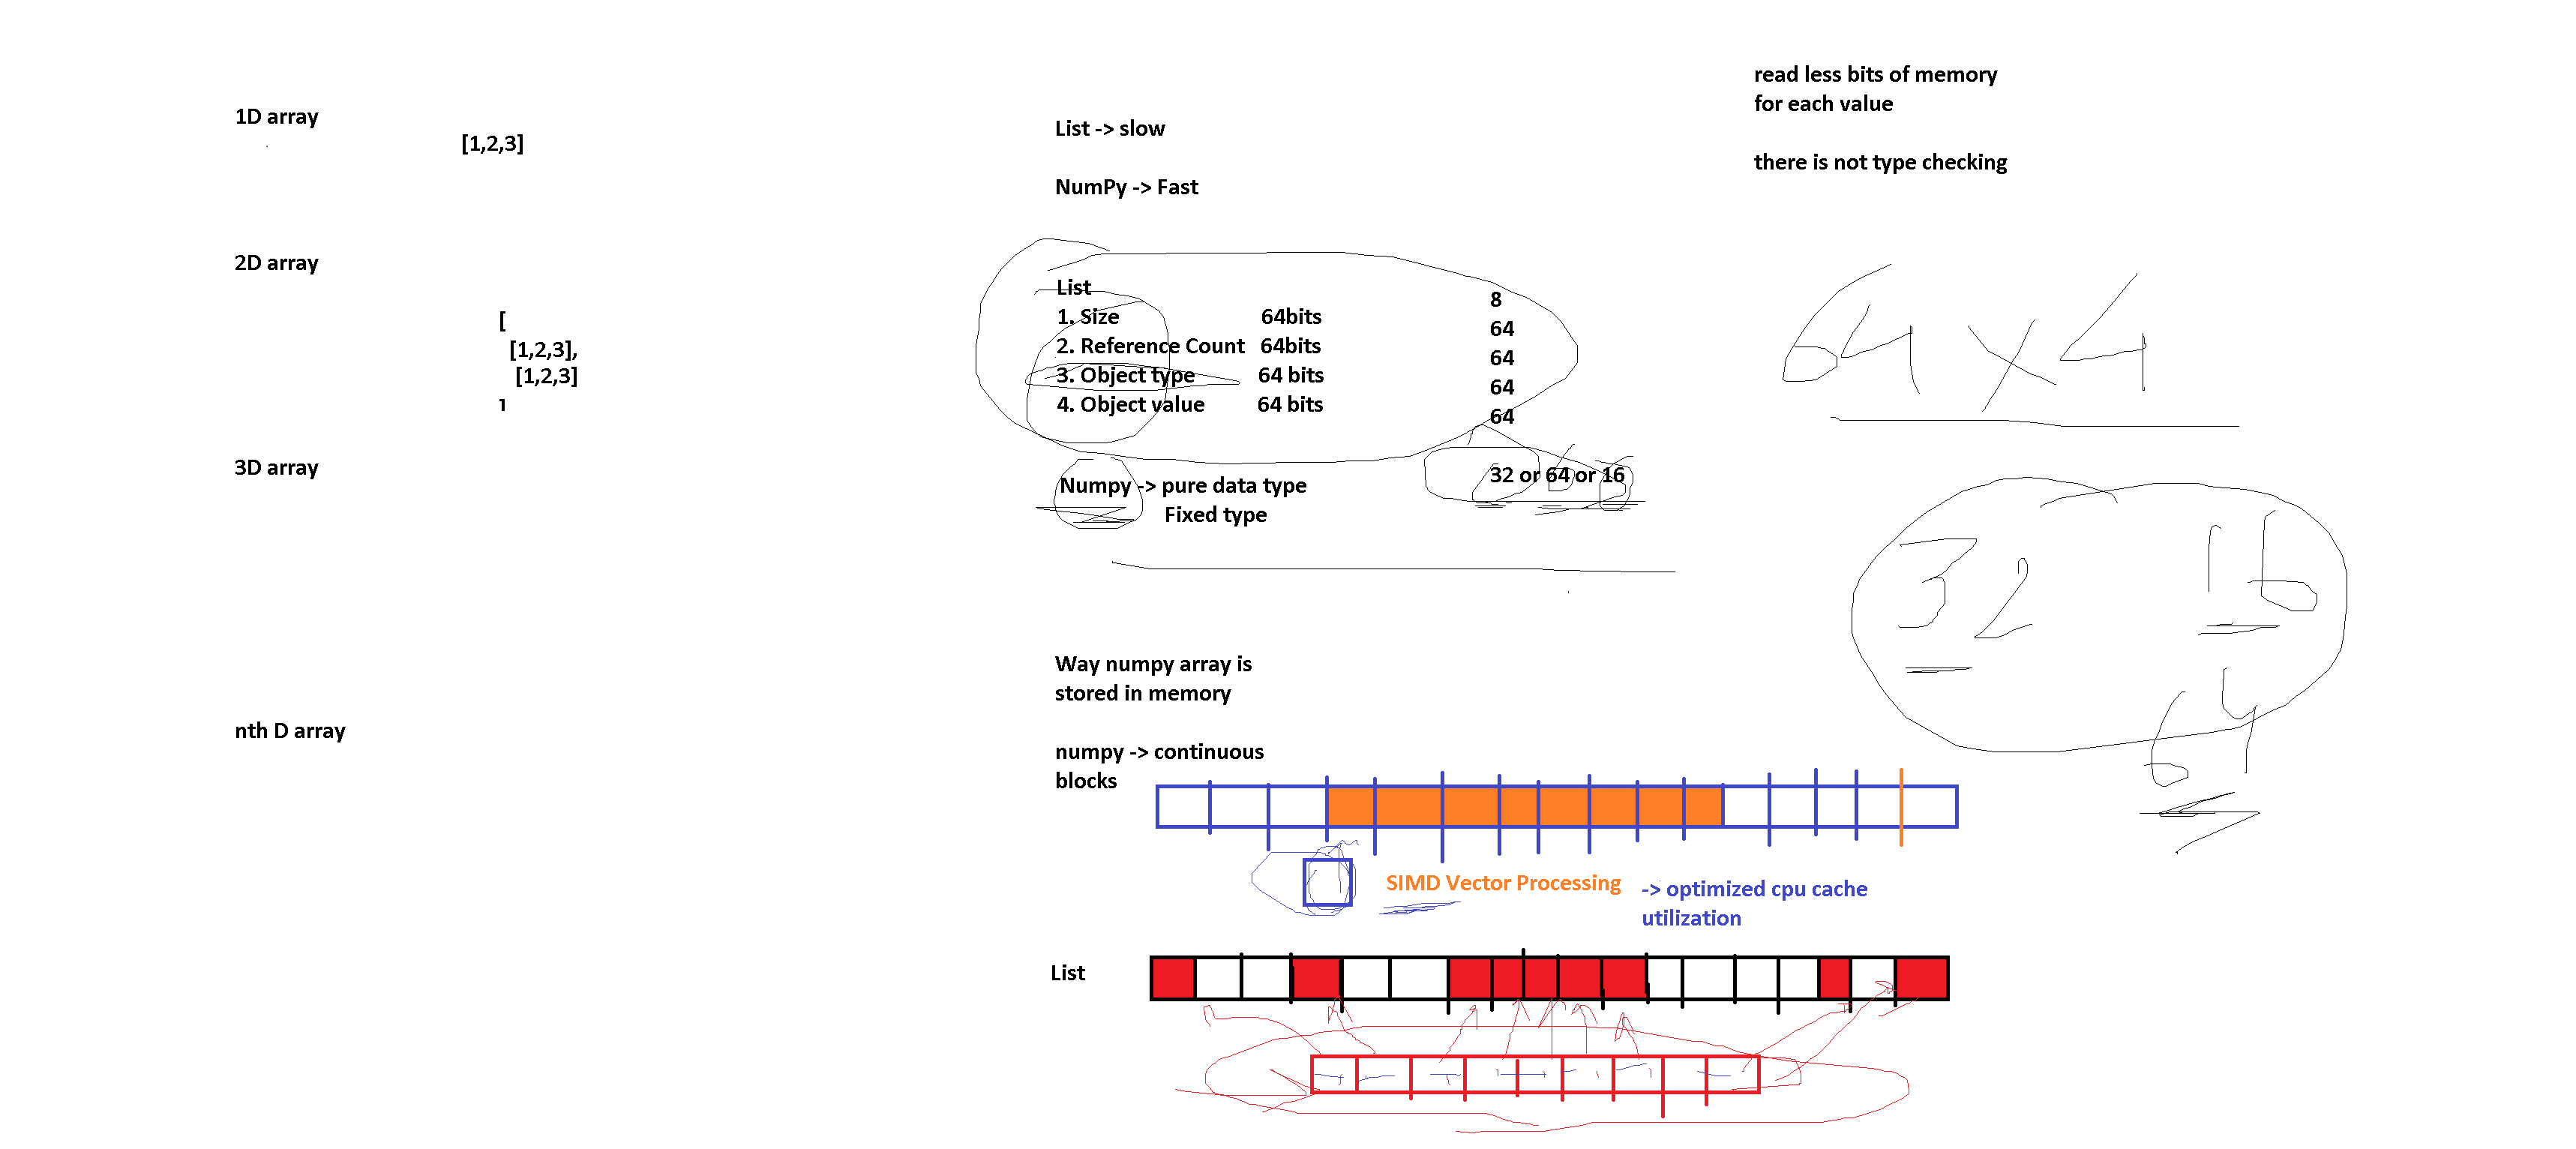 1D array
[1,2,3]
2D array
[
[1,2,3],
[1,2,3]
]
3D array
nth D array
List -> slow
NumPy -> Fast
List
1. Size 64bits
2. Reference Count 64bits
3. Object type 64 bits
4. Object value 64 bits
8
64
64
64
64
Numpy -> pure data type
Fixed type
32 or 64 or 16
read less bits of memory
for each value
there is not type checking
64 x 4
32 16
64
Way numpy array is
stored in memory
numpy -> continuous
blocks
SIMD Vector Processing
-> optimized cpu cache
utilization
List